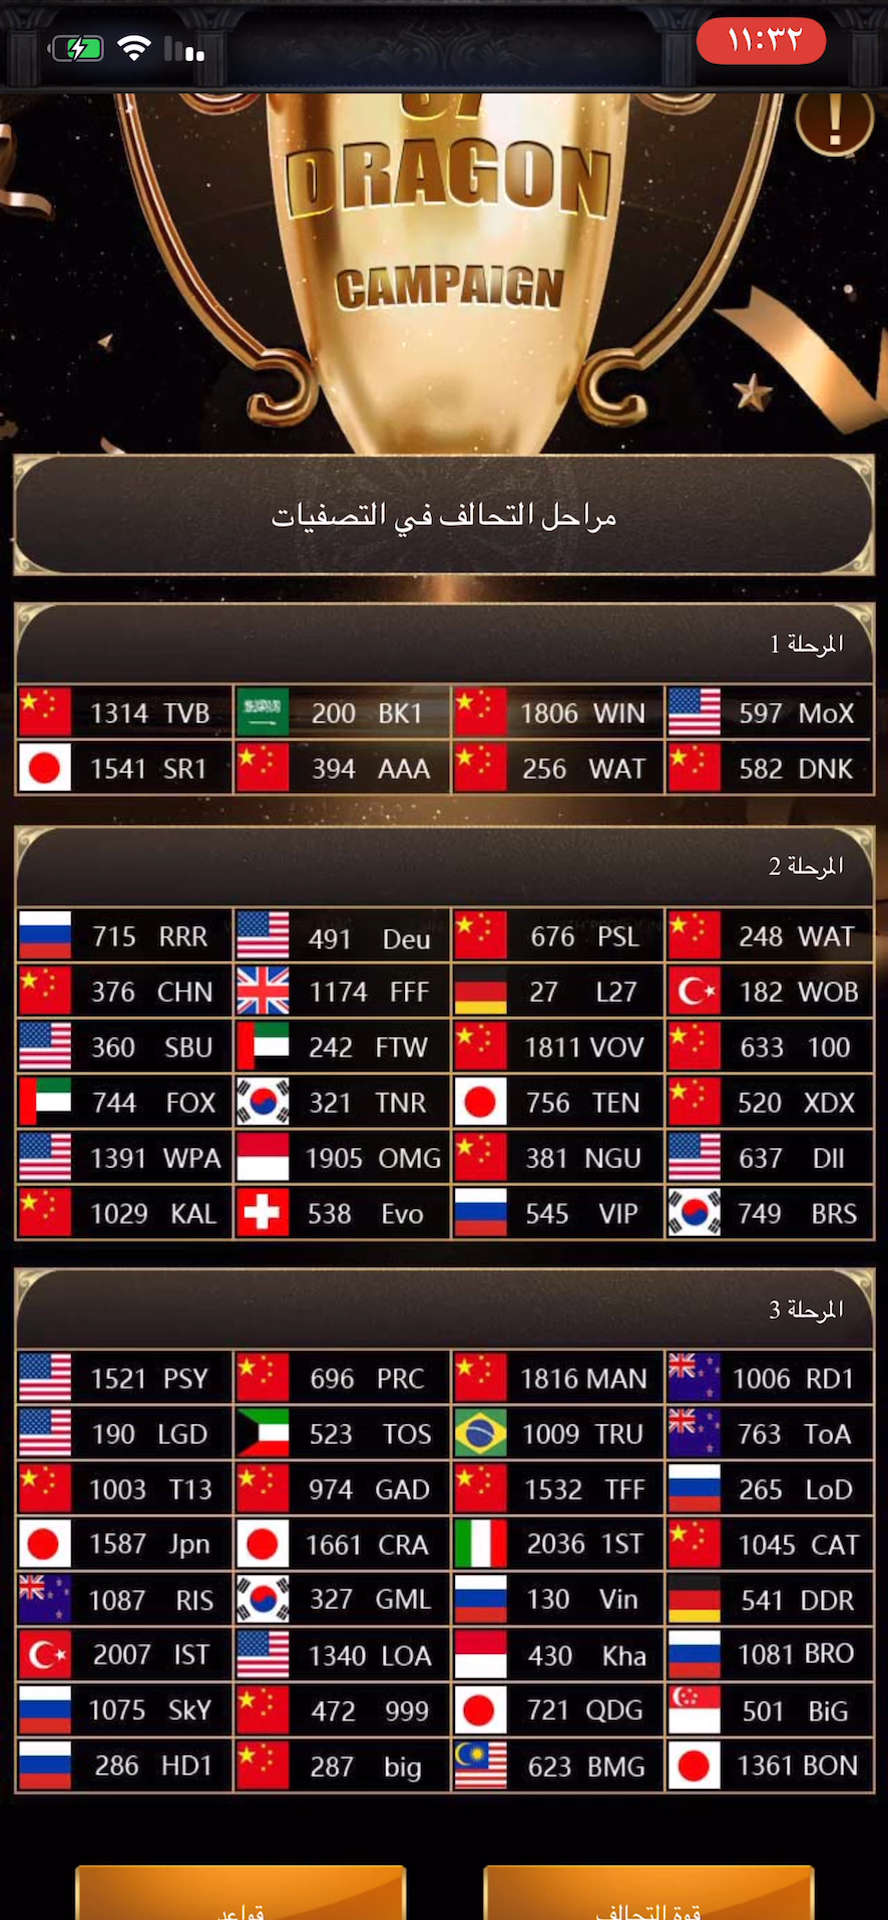 ١١:٣٢
DRAGON
CAMPAIGN
مراحل التحالف في التصفيات
المرحلة 1
1314 TVB 200 BK1 1806 WIN 597 MoX
1541 SR1 394 AAA 256 WAT 582 DNK
المرحلة 2
715 RRR 491 Deu 676 PSL 248 WAT
376 CHN 1174 FFF 27 L27 182 WOB
360 SBU 242 FTW 1811 VOV 633 100
744 FOX 321 TNR 756 TEN 520 XDX
1391 WPA 1905 OMG 381 NGU 637 DII
1029 KAL 538 Evo 545 VIP 749 BRS
المرحلة 3
1521 PSY 696 PRC 1816 MAN 1006 RD1
190 LGD 523 TOS 1009 TRU 763 ToA
1003 T13 974 GAD 1532 TFF 265 LoD
1587 Jpn 1661 CRA 2036 1ST 1045 CAT
1087 RIS 327 GML 130 Vin 541 DDR
2007 IST 1340 LOA 430 Kha 1081 BRO
1075 SkY 472 999 721 QDG 501 BiG
286 HD1 287 big 623 BMG 1361 BON
قوة التحالف
قواعد